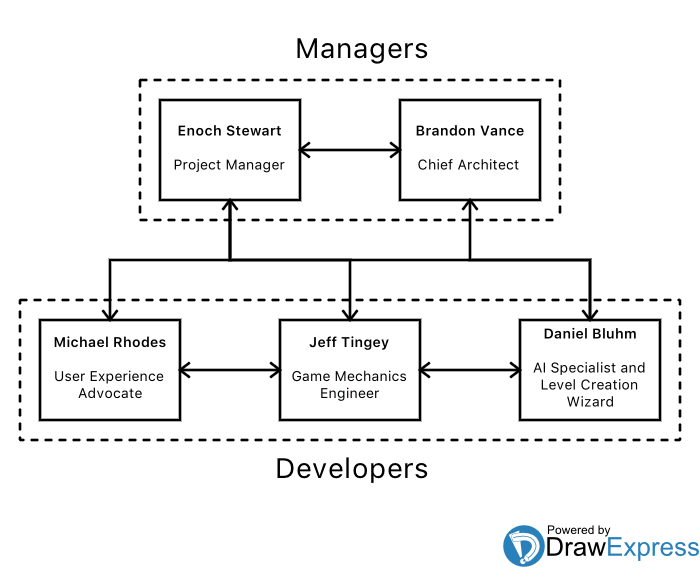 Managers
Enoch Stewart
Project Manager
Brandon Vance
Chief Architect
Michael Rhodes
User Experience
Advocate
Jeff Tingey
Game Mechanics
Engineer
Daniel Bluhm
AI Specialist and
Level Creation
Wizard
Developers
Powered by
DrawExpress